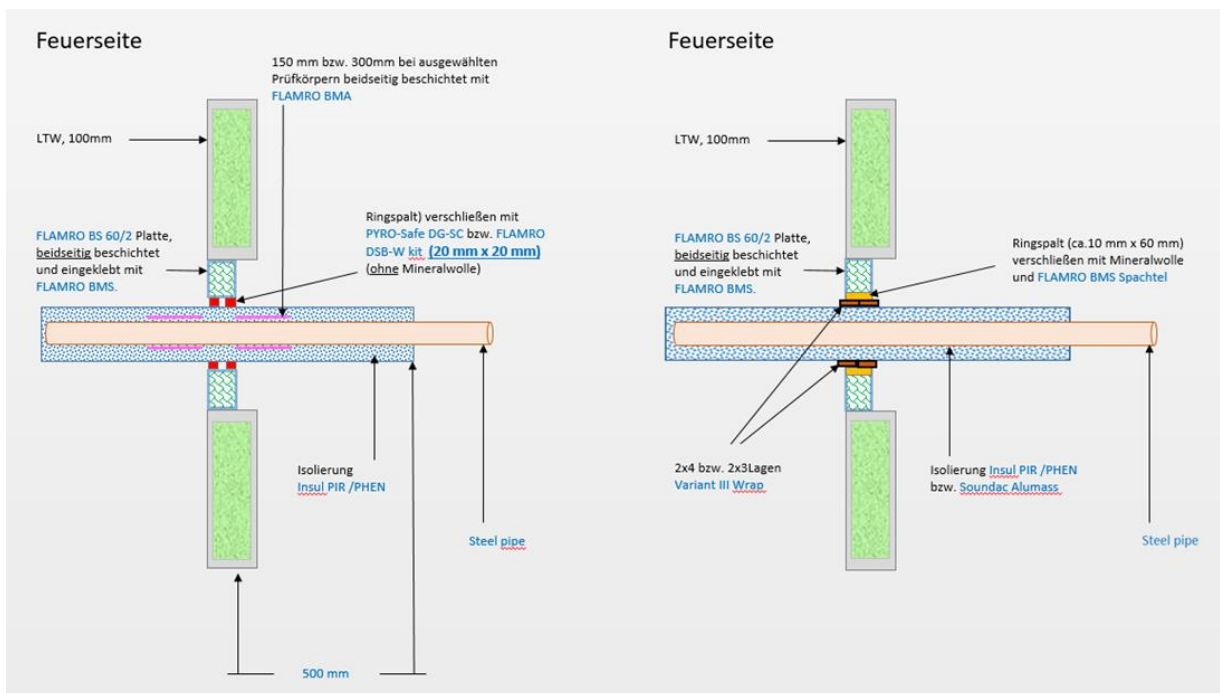 Feuerseite
150 mm bzw. 300mm bei ausgewählten
Prüfkörpern beidseitig beschichtet mit
FLAMRO BMA
LTW, 100mm
Ringspalt) verschließen mit
PYRO-Safe DG-SC bzw. FLAMRO
DSB-W kit (20 mm x 20 mm)
(ohne Mineralwolle)
FLAMRO BS 60/2 Platte,
beidseitig beschichtet
und eingeklebt mit
FLAMRO BMS.
Isolierung
Insul PIR /PHEN
Steel pipe
500 mm
Feuerseite
LTW, 100mm
FLAMRO BS 60/2 Platte,
beidseitig beschichtet
und eingeklebt mit
FLAMRO BMS.
Ringspalt (ca.10 mm x 60 mm)
verschließen mit Mineralwolle
und FLAMRO BMS Spachtel
2x4 bzw. 2x3Lagen
Variant III Wrap
Isolierung Insul PIR /PHEN
bzw. Soundac Alumass
Steel pipe